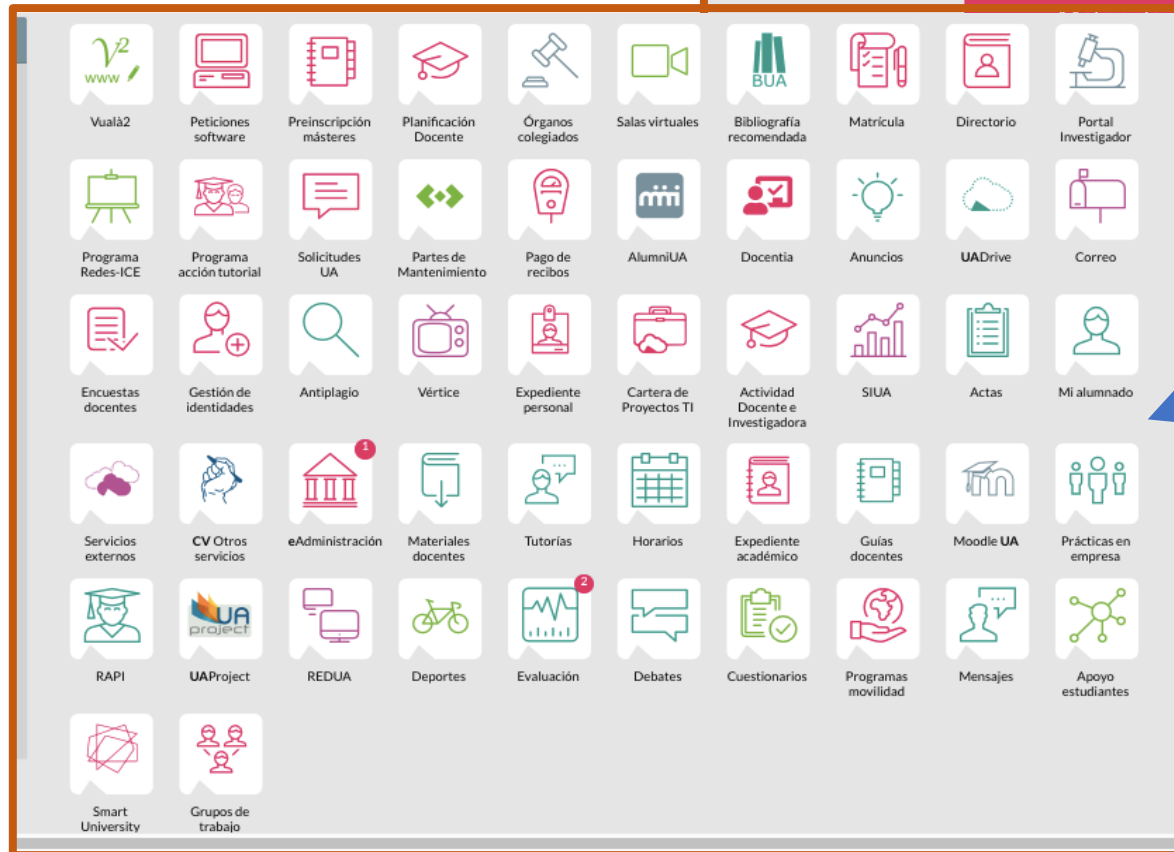 V²
www
BUA
Vualà2
Peticiones
software
Preinscripción
másteres
Planificación
Docente
Órganos
colegiados
Salas virtuales
Bibliografía
recomendada
Matrícula
Directorio
Portal
Investigador
Programa
Redes-ICE
Programa
acción tutorial
Solicitudes
UA
Partes de
Mantenimiento
Pago de
recibos
AlumniUA
Docentia
Anuncios
UADrive
Correo
Encuestas
docentes
Gestión de
identidades
Antiplagio
Vértice
Expediente
personal
Cartera de
Proyectos TI
Actividad
Docente e
Investigadora
SIUA
Actas
Mi alumnado
1
Servicios
externos
CV Otros
servicios
eAdministración
Materiales
docentes
Tutorías
Horarios
Expediente
académico
Guías
docentes
Moodle UA
Prácticas en
empresa
UA
project
2
RAPI
UAProject
REDUA
Deportes
Evaluación
Debates
Cuestionarios
Programas
movilidad
Mensajes
Apoyo
estudiantes
Smart
University
Grupos de
trabajo